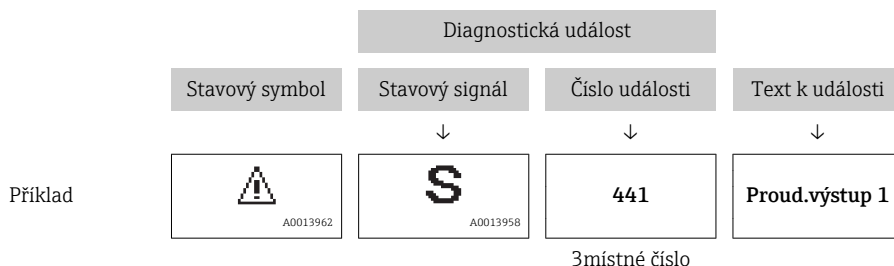 Diagnostická událost
Stavový symbol Stavový signál Číslo události Text k události
↓ ↓ ↓
Příklad S 441 Proud.výstup 1
A0013962 A0013958
3místné číslo